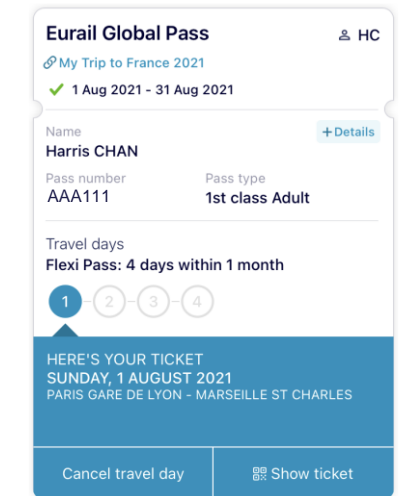 Eurail Global Pass
HC
My Trip to France 2021
1 Aug 2021 - 31 Aug 2021
Name
+Details
Harris CHAN
Pass number
Pass type
AAA111
1st class Adult
Travel days
Flexi Pass: 4 days within 1 month
1 2 3 4
HERE'S YOUR TICKET
SUNDAY, 1 AUGUST 2021
PARIS GARE DE LYON - MARSEILLE ST CHARLES
Cancel travel day
Show ticket